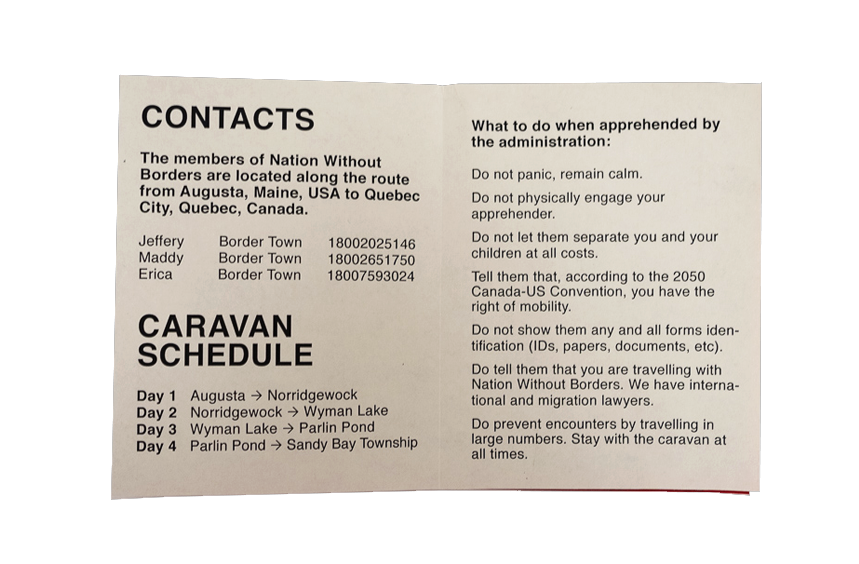 CONTACTS
The members of Nation Without
Borders are located along the route
from Augusta, Maine, USA to Quebec
City, Quebec, Canada.
Jeffery Border Town 18002025146
Maddy Border Town 18002651750
Erica Border Town 18007593024
CARAVAN
SCHEDULE
Day 1 Augusta → Norridgewock
Day 2 Norridgewock → Wyman Lake
Day 3 Wyman Lake → Parlin Pond
Day 4 Parlin Pond → Sandy Bay Township
What to do when apprehended by
the administration:
Do not panic, remain calm.
Do not physically engage your
apprehender.
Do not let them separate you and your
children at all costs.
Tell them that, according to the 2050
Canada-US Convention, you have the
right of mobility.
Do not show them any and all forms iden-
tification (IDs, papers, documents, etc).
Do tell them that you are travelling with
Nation Without Borders. We have interna-
tional and migration lawyers.
Do prevent encounters by travelling in
large numbers. Stay with the caravan at
all times.